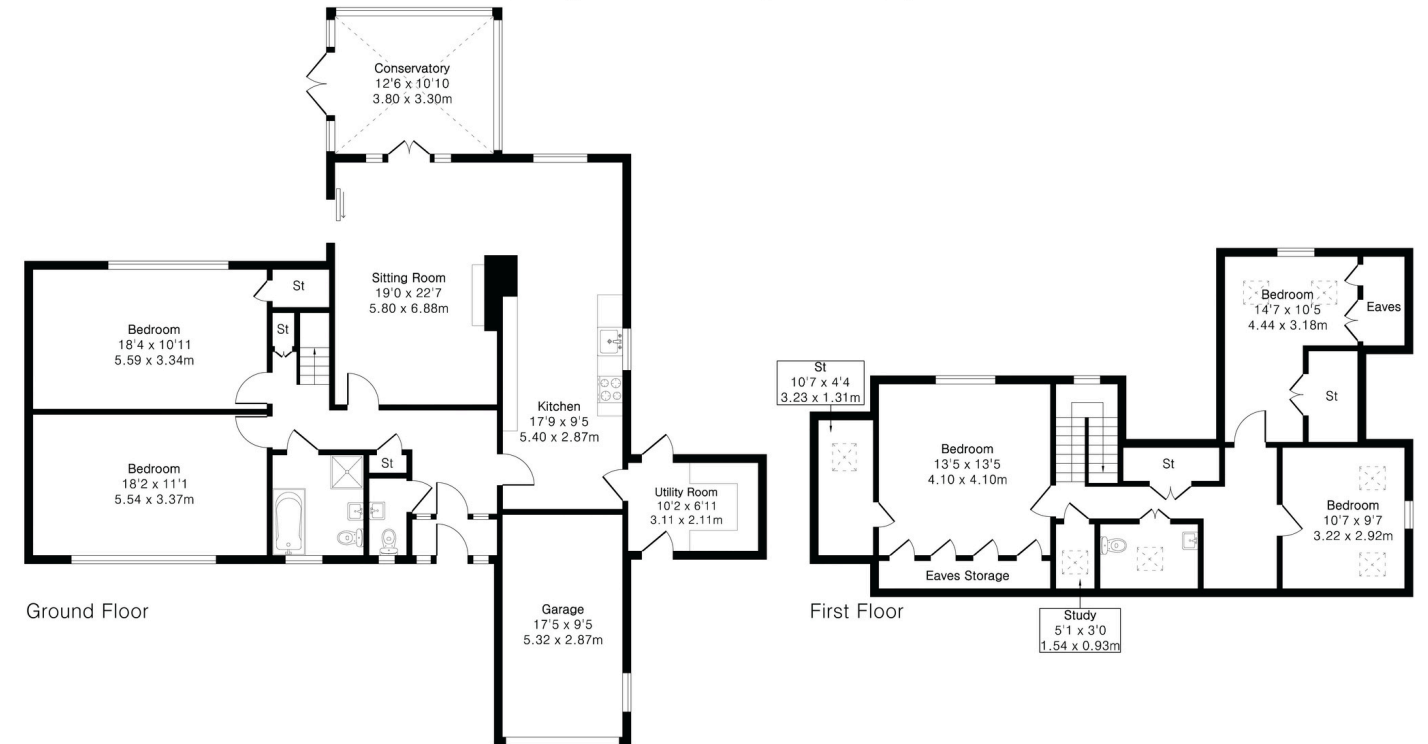 Conservatory
12'6 x 10'10
3.80 x 3.30m
Sitting Room
19'0 x 22'7
5.80 x 6.88m
St
St
Bedroom
18'4 x 10'11
5.59 x 3.34m
Kitchen
17'9 x 9'5
5.40 x 2.87m
Bedroom
18'2 x 11'1
5.54 x 3.37m
St
Utility Room
10'2 x 6'11
3.11 x 2.11m
Garage
17'5 x 9'5
5.32 x 2.87m
Ground Floor
Bedroom
14'7 x 10'5
4.44 x 3.18m
Eaves
St
10'7 x 4'4
3.23 x 1.31m
St
Bedroom
13'5 x 13'5
4.10 x 4.10m
St
Bedroom
10'7 x 9'7
3.22 x 2.92m
Eaves Storage
Study
5'1 x 3'0
1.54 x 0.93m
First Floor